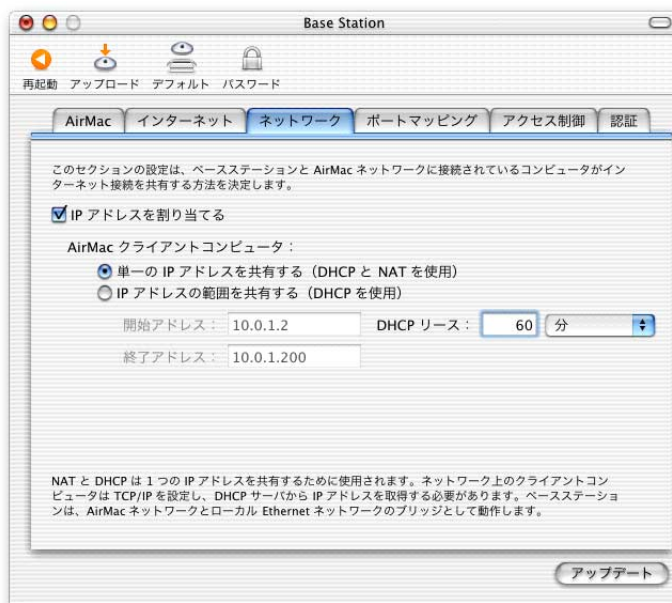 Base Station
再起動 アップロード デフォルト パスワード
AirMac インターネット ネットワーク ポートマッピング アクセス制御 認証
このセクションの設定は、ベースステーションと AirMac ネットワークに接続されているコンピュータがイン
ターネット接続を共有する方法を決定します。
IP アドレスを割り当てる
AirMac クライアントコンピュータ：
単一の IP アドレスを共有する（DHCP と NAT を使用）
IP アドレスの範囲を共有する（DHCP を使用）
開始アドレス： 10.0.1.2 DHCP リース： 60 分
終了アドレス： 10.0.1.200
NAT と DHCP は 1 つの IP アドレスを共有するために使用されます。ネットワーク上のクライアントコン
ピュータは TCP/IP を設定し、DHCP サーバから IP アドレスを取得する必要があります。ベースステーショ
ンは、AirMac ネットワークとローカル Ethernet ネットワークのブリッジとして動作します。
アップデート